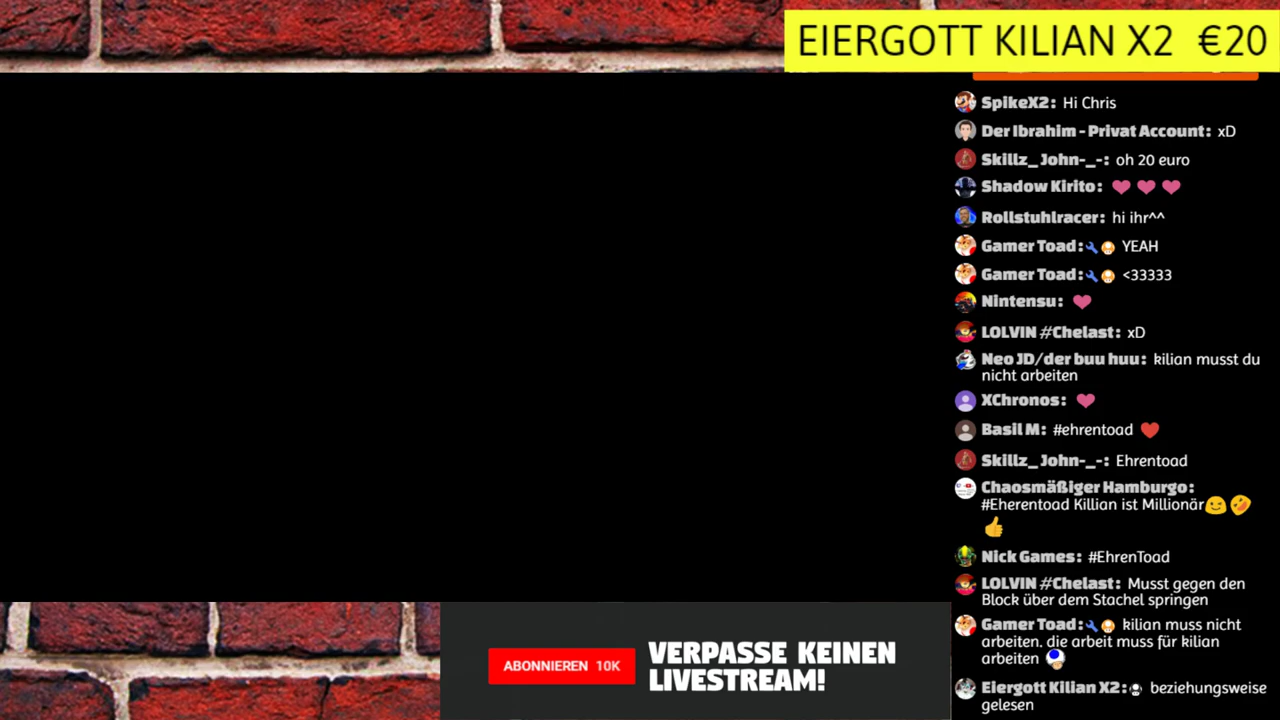 EIERGOTT KILIAN X2 €20
SpikeX2: Hi Chris
Der Ibrahim - Privat Account: xD
Skillz_John-_-: oh 20 euro
Shadow Kirito: 💗 💗 💗
Rollstuhlracer: hi ihr^^
Gamer Toad: YEAH
Gamer Toad: <33333
Nintensu: 💗
LOLVIN #Chelast: xD
Neo JD/der buu huu: kilian musst du
nicht arbeiten
XChronos: 💗
Basil M: #ehrentoad ❤️
Skillz_John-_-: Ehrentoad
Chaosmäßiger Hamburgo:
#Eherentoad Killian ist Millionär😉🤣
👍
Nick Games: #EhrenToad
LOLVIN #Chelast: Musst gegen den
Block über dem Stachel springen
Gamer Toad: kilian muss nicht
arbeiten. die arbeit muss für kilian
arbeiten
Eiergott Kilian X2: beziehungsweise
gelesen
ABONNIEREN 10K
VERPASSE KEINEN
LIVESTREAM!